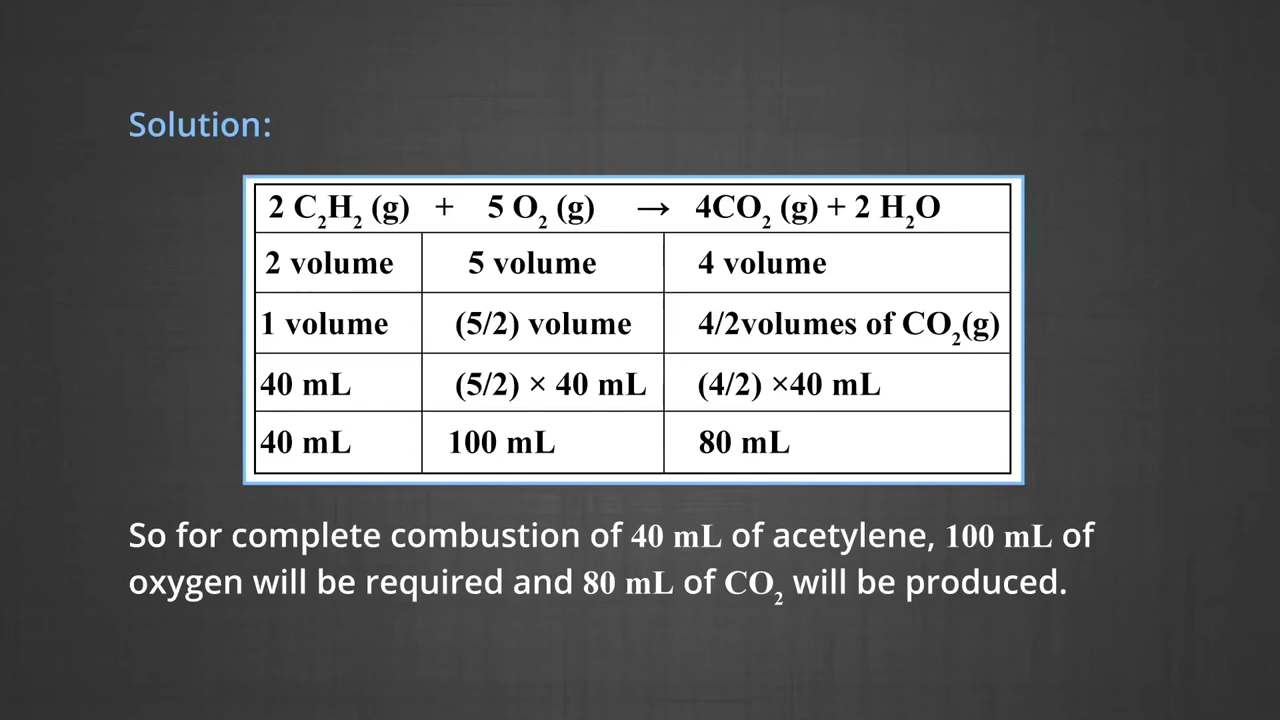 Solution:
2 C₂H₂ (g) + 5 O₂ (g) → 4CO₂ (g) + 2 H₂O
2 volume 5 volume 4 volume
1 volume (5/2) volume 4/2volumes of CO₂(g)
40 mL (5/2) × 40 mL (4/2) ×40 mL
40 mL 100 mL 80 mL
So for complete combustion of 40 mL of acetylene, 100 mL of
oxygen will be required and 80 mL of CO₂ will be produced.